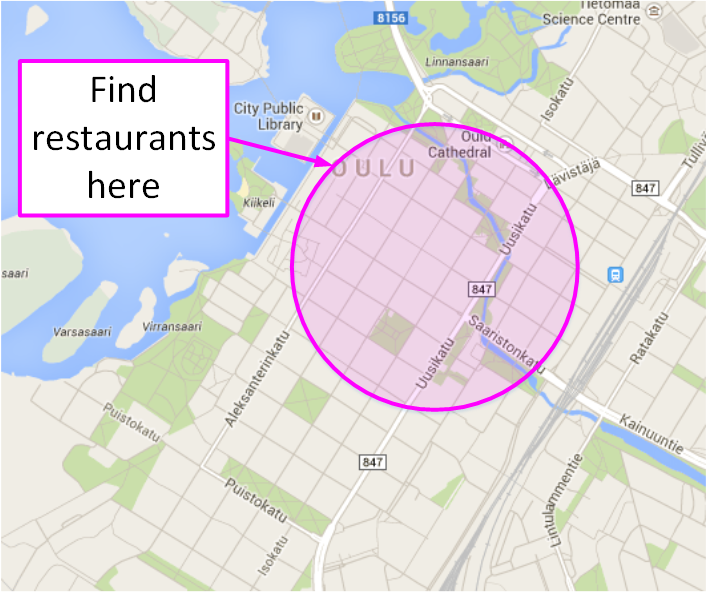 Tietomaa
Science Centre
8156
Linnansaari
Isokatu
Find
restaurants
here
City Public
Library
Oulu
Cathedral
OULU
Tulliv
847
Kiikeli
Uusikatu
saari
847
Varsasaari
Virransaari
Saaristonkatu
Ratakatu
Aleksanterinkatu
Uusikatu
Puistokatu
Kainuuntie
847
Puistokatu
Lintulammentie
Isokatu